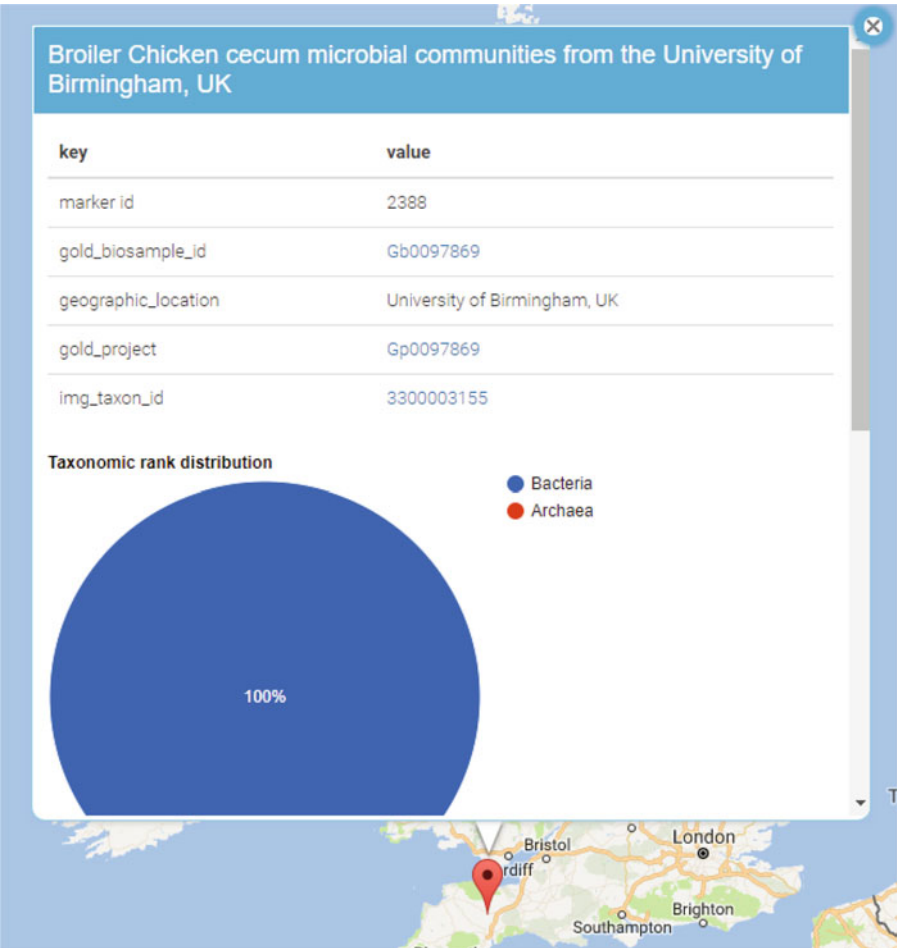 Broiler Chicken cecum microbial communities from the University of
Birmingham, UK
key value
marker id 2388
gold_biosample_id Gb0097869
geographic_location University of Birmingham, UK
gold_project Gp0097869
img_taxon_id 3300003155
Taxonomic rank distribution
Bacteria
Archaea
100%
T
London
Bristol
rdiff
Brighton
Southampton